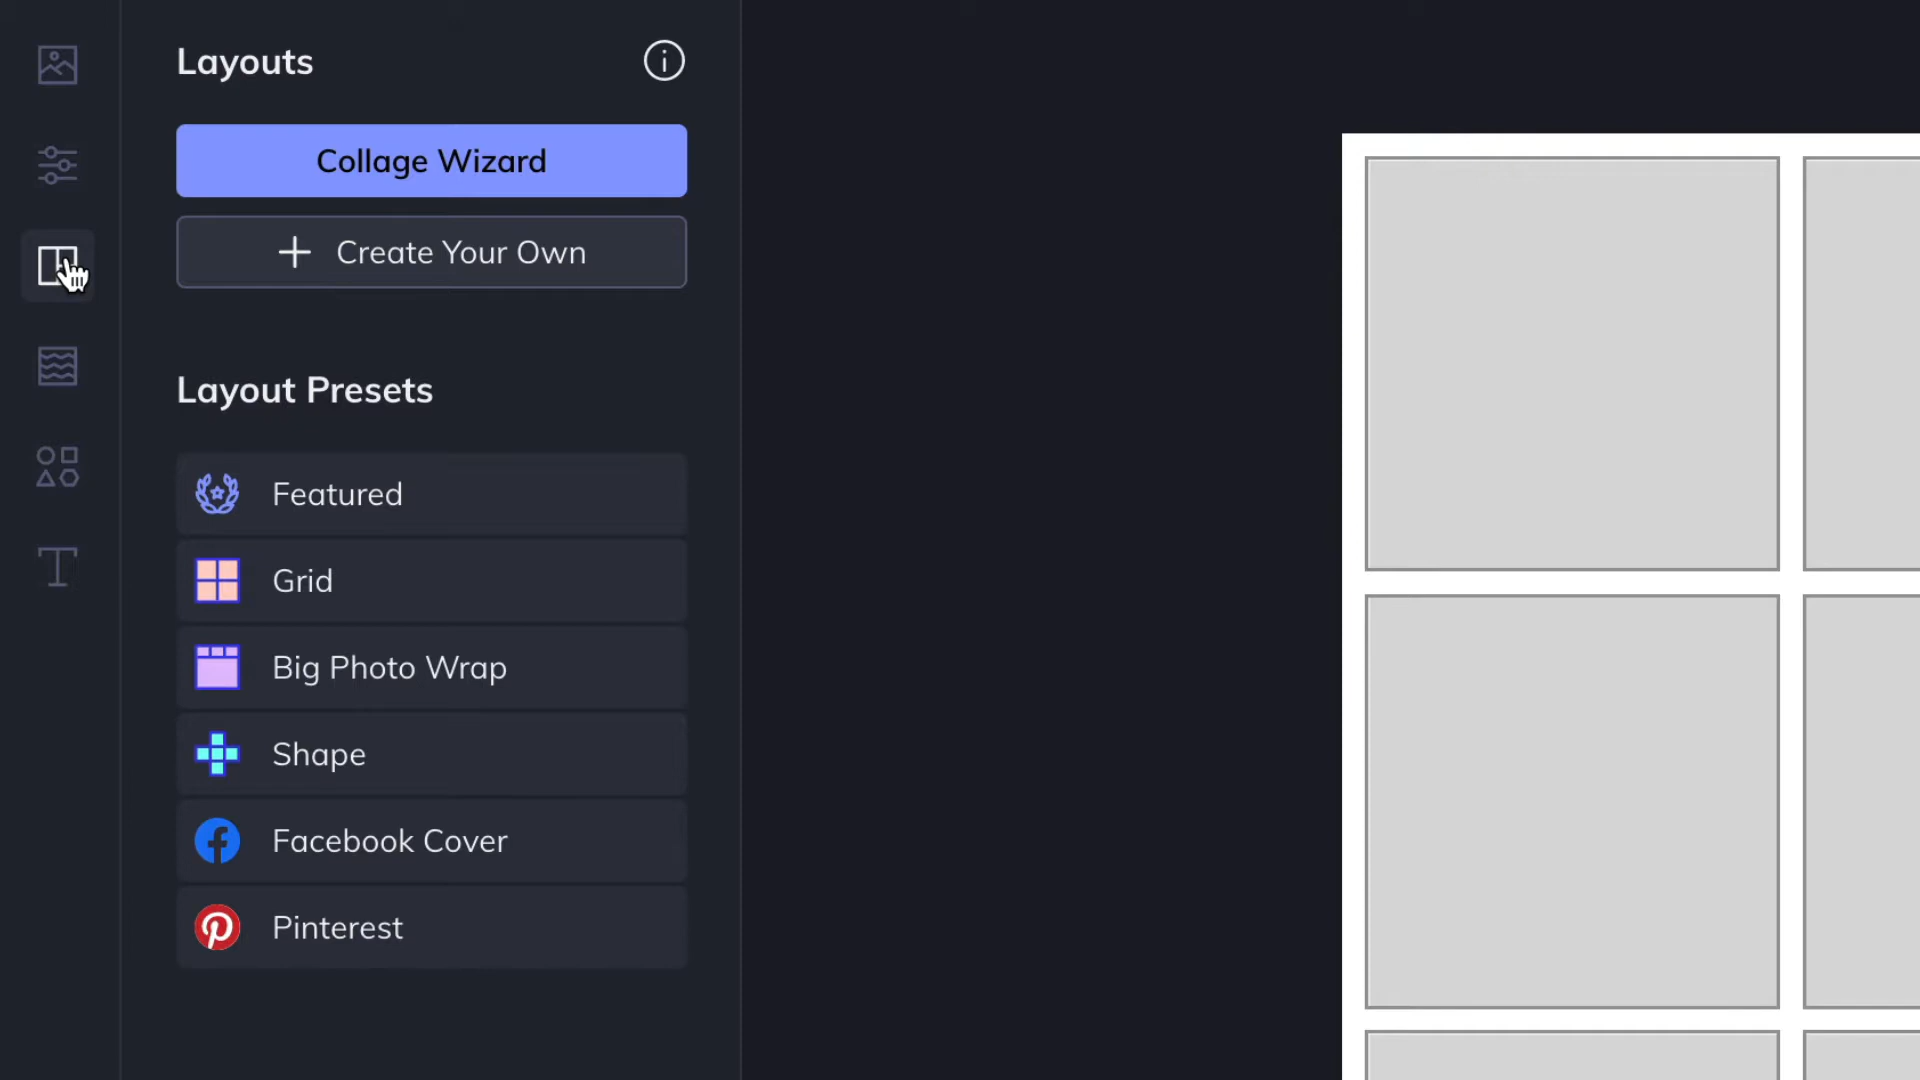 Layouts
Collage Wizard
Create Your Own
Layout Presets
Featured
Grid
Big Photo Wrap
Shape
Facebook Cover
Pinterest